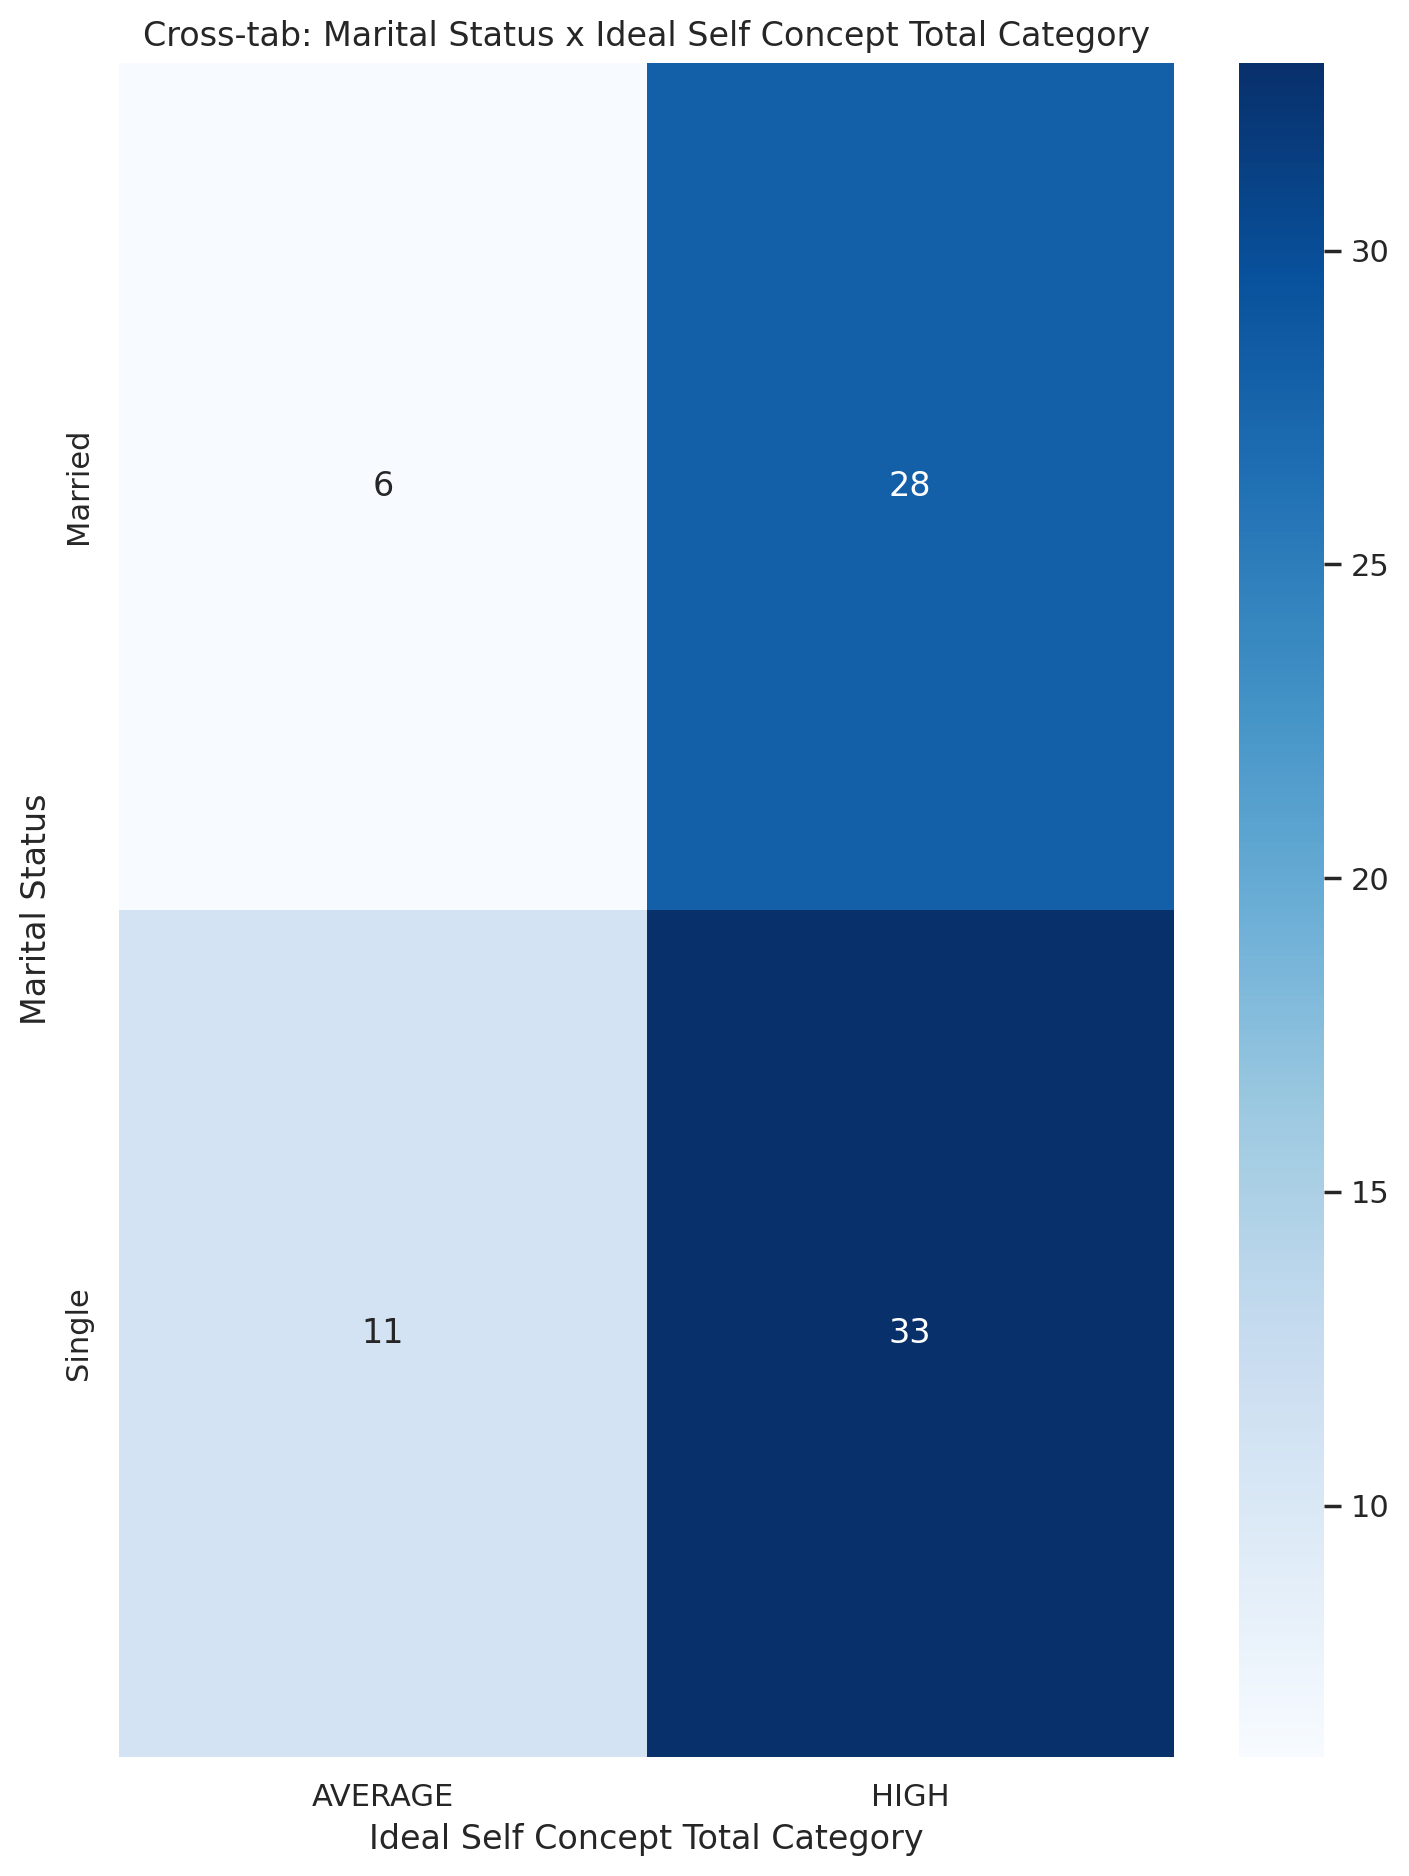 Cross-tab: Marital Status x Ideal Self Concept Total Category
Marital Status
Married
6
28
Single
11
33
AVERAGE
HIGH
Ideal Self Concept Total Category
30
25
20
15
10